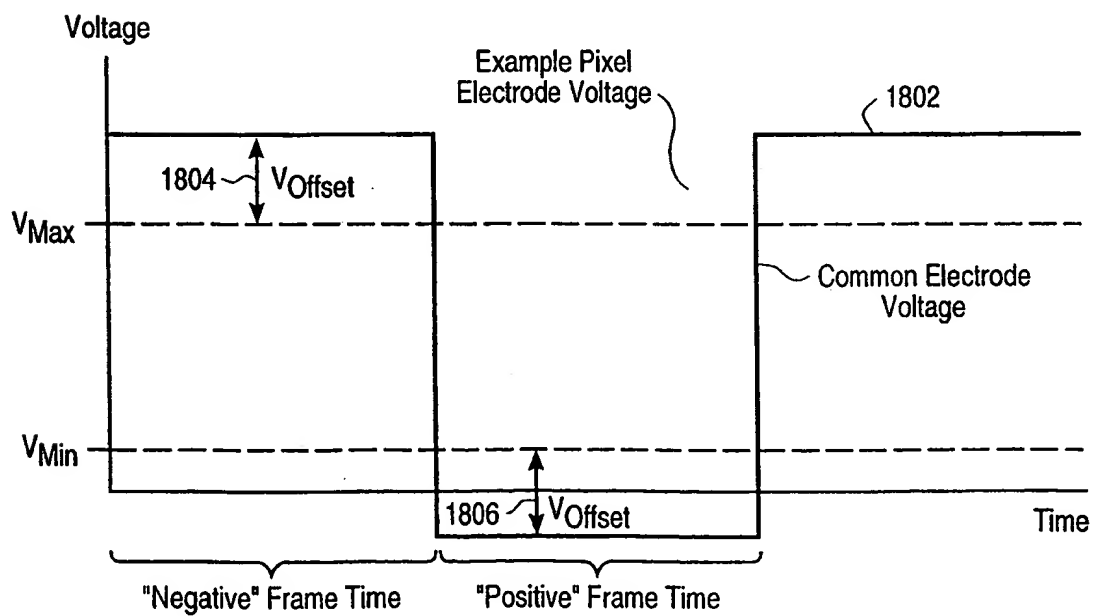 Voltage
Example Pixel
Electrode Voltage
1802
1804
VOffset
VMax
Common Electrode
Voltage
VMin
1806
VOffset
Time
"Negative" Frame Time
"Positive" Frame Time